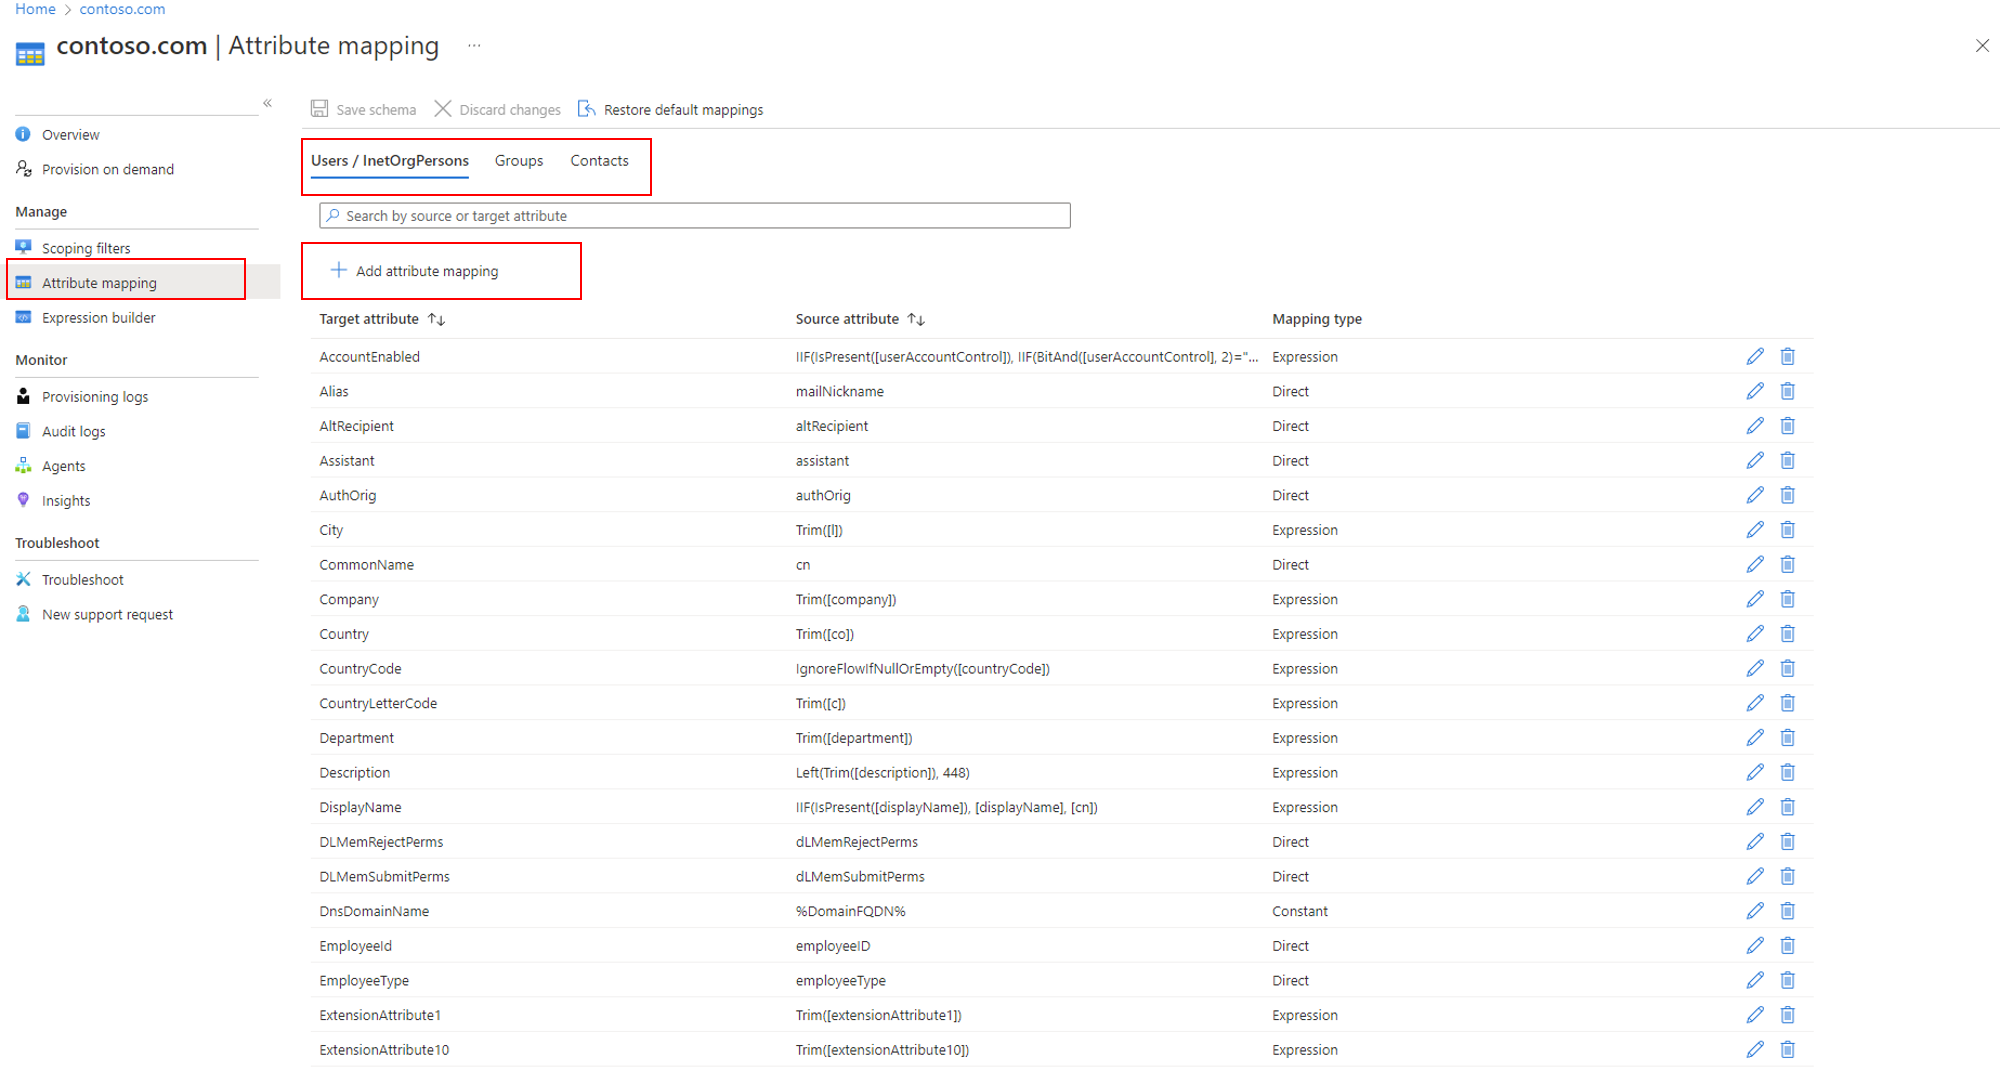 Home > contoso.com
contoso.com | Attribute mapping ...
«
Save schema Discard changes Restore default mappings
Overview
Provision on demand
Manage
Scoping filters
Attribute mapping
Expression builder
Monitor
Provisioning logs
Audit logs
Agents
Insights
Troubleshoot
Troubleshoot
New support request
Users / InetOrgPersons Groups Contacts
Search by source or target attribute
+ Add attribute mapping
Target attribute ↑↓ Source attribute ↑↓ Mapping type
AccountEnabled IIF(IsPresent([userAccountControl]), IIF(BitAnd([userAccountControl], 2)="... Expression
Alias mailNickname Direct
AltRecipient altRecipient Direct
Assistant assistant Direct
AuthOrig authOrig Direct
City Trim([l]) Expression
CommonName cn Direct
Company Trim([company]) Expression
Country Trim([co]) Expression
CountryCode IgnoreFlowIfNullOrEmpty([countryCode]) Expression
CountryLetterCode Trim([c]) Expression
Department Trim([department]) Expression
Description Left(Trim([description]), 448) Expression
DisplayName IIF(IsPresent([displayName]), [displayName], [cn]) Expression
DLMemRejectPerms dLMemRejectPerms Direct
DLMemSubmitPerms dLMemSubmitPerms Direct
DnsDomainName %DomainFQDN% Constant
EmployeeId employeeID Direct
EmployeeType employeeType Direct
ExtensionAttribute1 Trim([extensionAttribute1]) Expression
ExtensionAttribute10 Trim([extensionAttribute10]) Expression